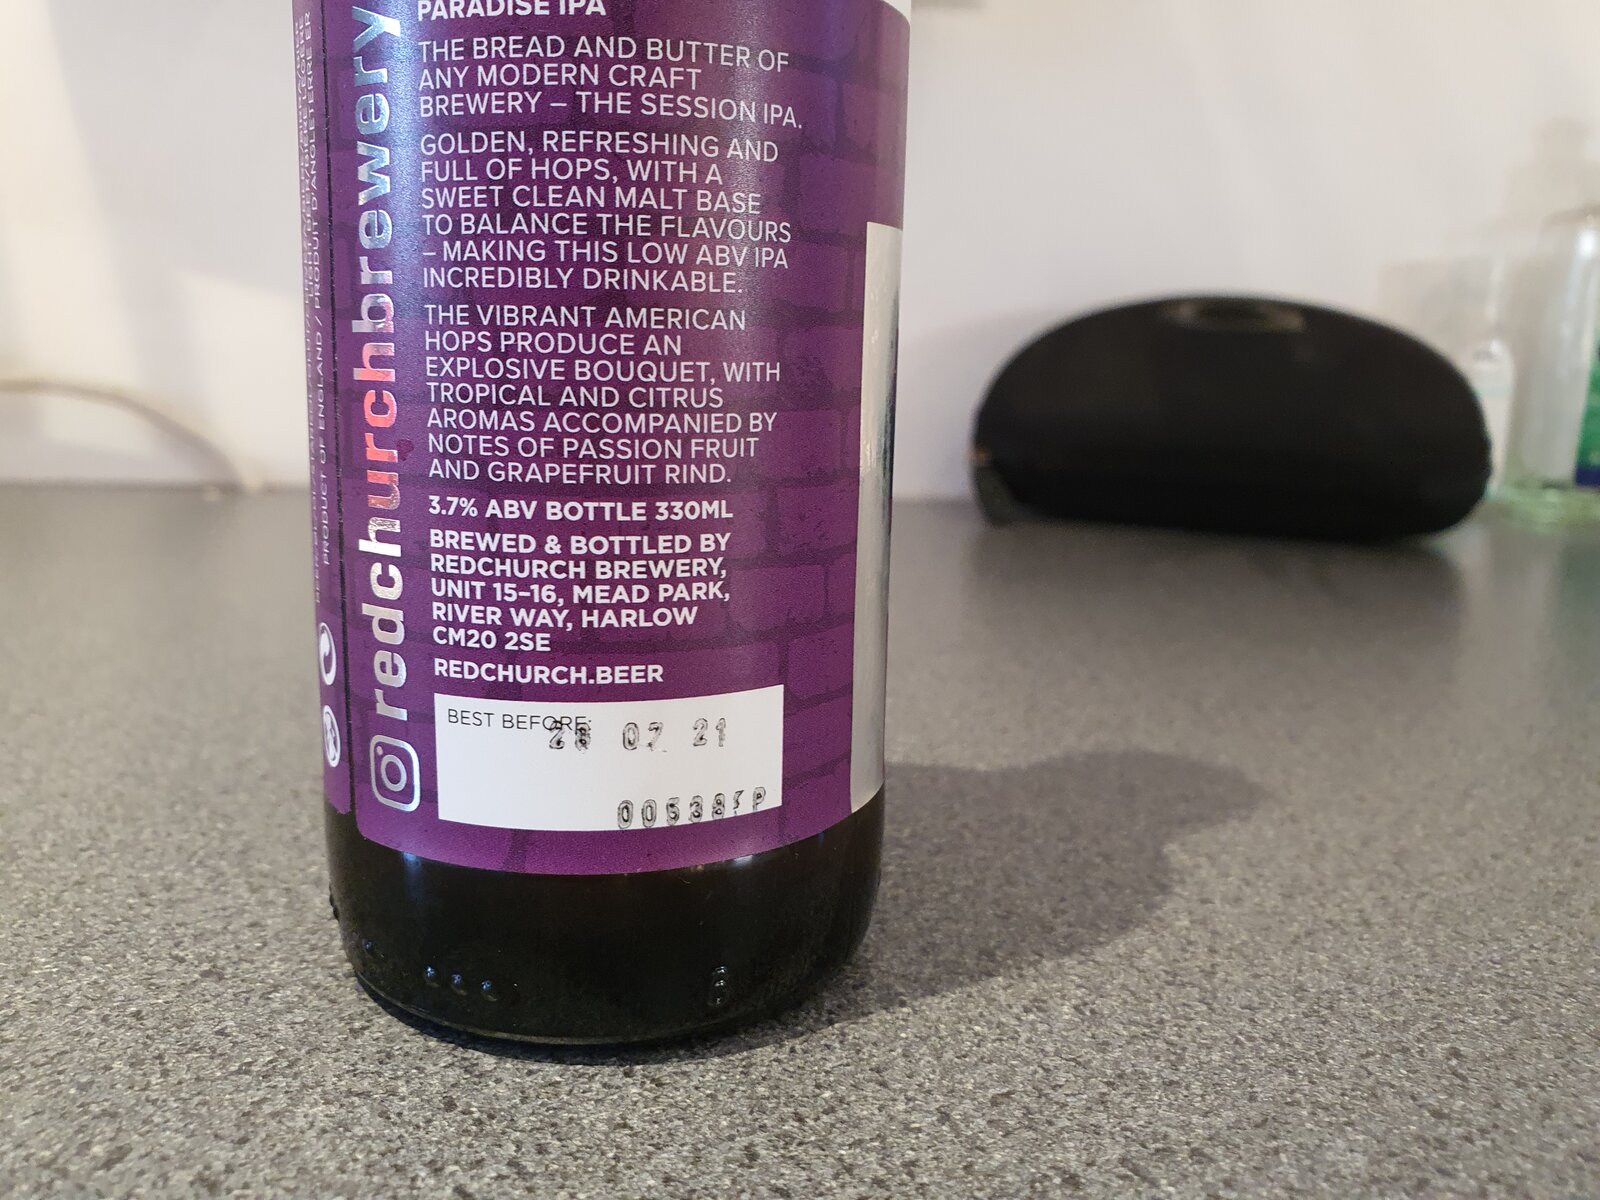 PARADISE IPA
THE BREAD AND BUTTER OF
ANY MODERN CRAFT
BREWERY – THE SESSION IPA.
GOLDEN, REFRESHING AND
FULL OF HOPS, WITH A
SWEET CLEAN MALT BASE
TO BALANCE THE FLAVOURS
– MAKING THIS LOW ABV IPA
INCREDIBLY DRINKABLE.
THE VIBRANT AMERICAN
HOPS PRODUCE AN
EXPLOSIVE BOUQUET, WITH
TROPICAL AND CITRUS
AROMAS ACCOMPANIED BY
NOTES OF PASSION FRUIT
AND GRAPEFRUIT RIND.
3.7% ABV BOTTLE 330ML
BREWED & BOTTLED BY
REDCHURCH BREWERY,
UNIT 15–16, MEAD PARK,
RIVER WAY, HARLOW
CM20 2SE
REDCHURCH.BEER
BEST BEFORE:
07 21
redchurchbrewery
PRODUCT OF ENGLAND / PRODUIT D'ANGLETERRE